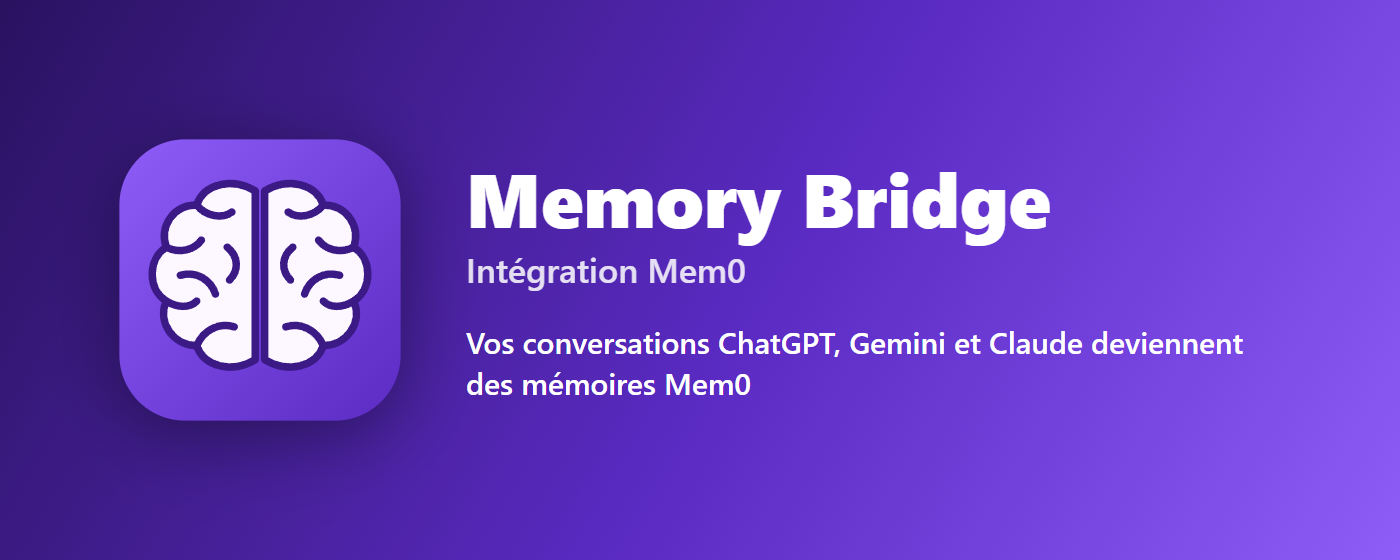 Memory Bridge
Intégration Mem0
Vos conversations ChatGPT, Gemini et Claude deviennent
des mémoires Mem0